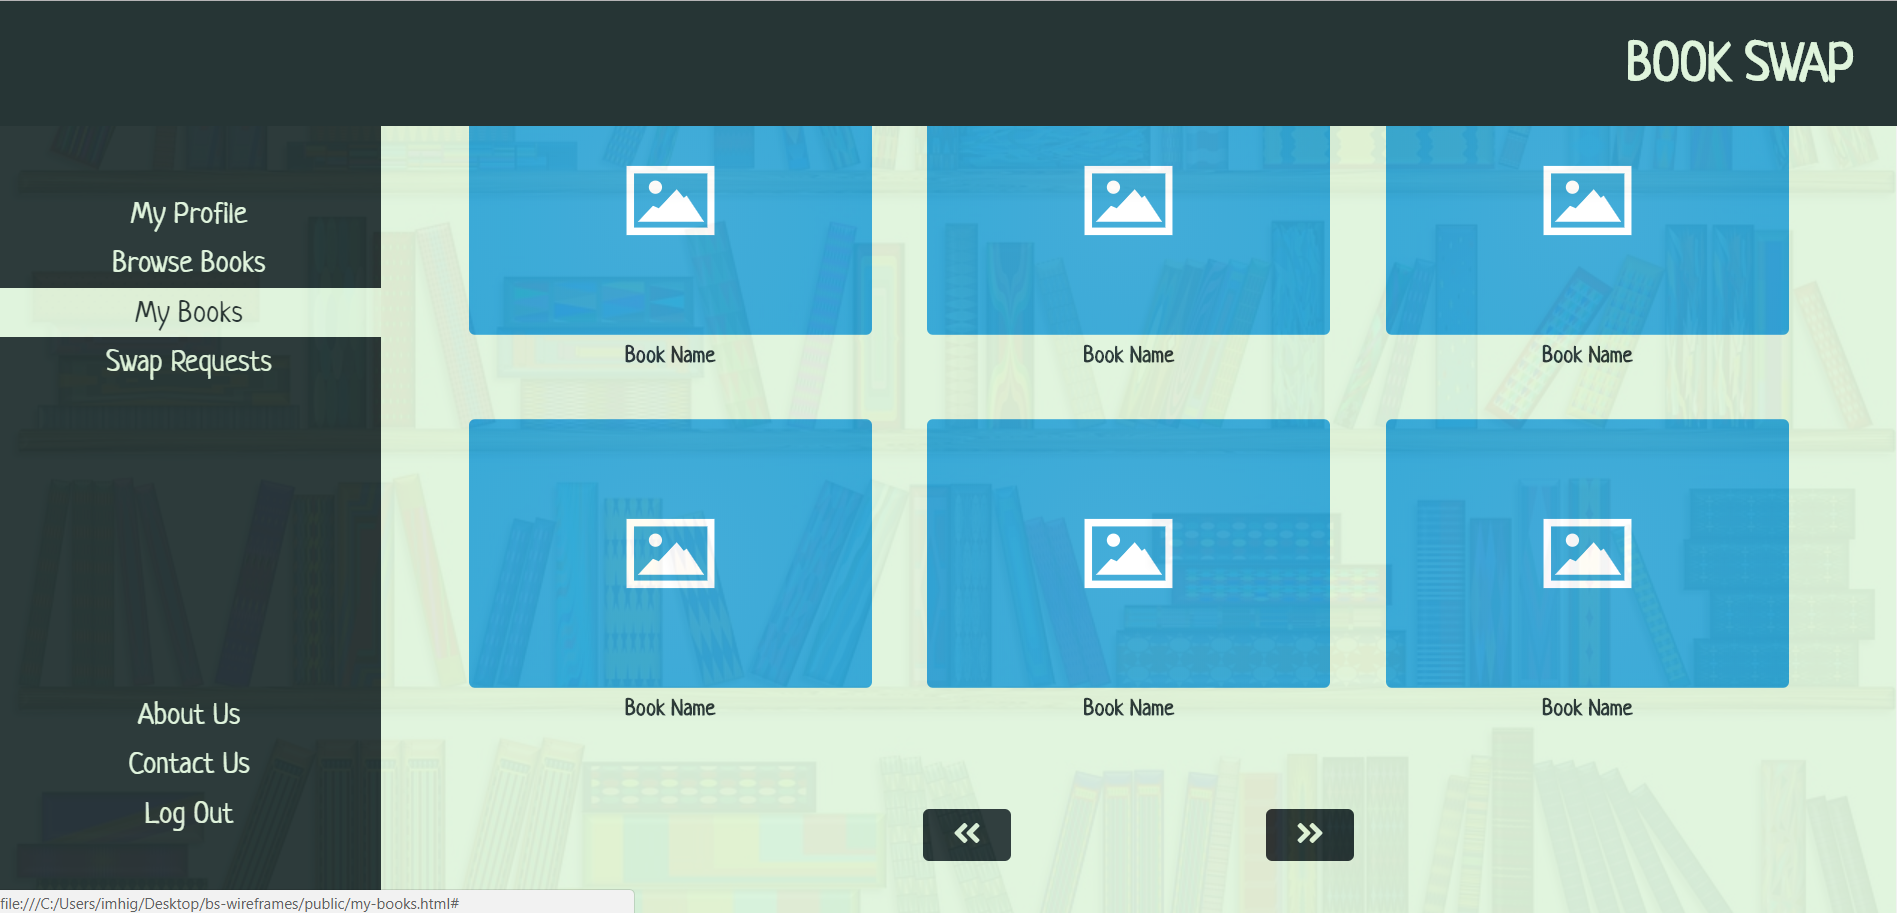 BOOK SWAP
My Profile
Browse Books
My Books
Swap Requests
About Us
Contact Us
Log Out
Book Name
Book Name
Book Name
Book Name
Book Name
Book Name
file:///C:/Users/imhig/Desktop/bs-wireframes/public/my-books.html#